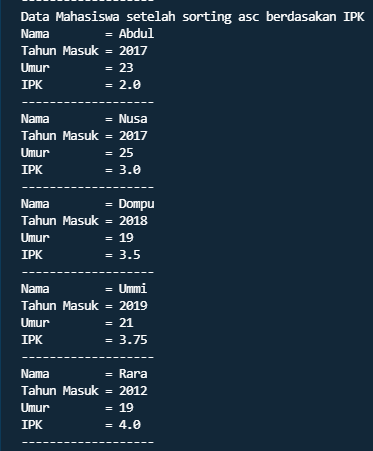 -------------------
Data Mahasiswa setelah sorting asc berdasakan IPK
Nama        = Abdul
Tahun Masuk = 2017
Umur        = 23
IPK         = 2.0
-------------------
Nama        = Nusa
Tahun Masuk = 2017
Umur        = 25
IPK         = 3.0
-------------------
Nama        = Dompu
Tahun Masuk = 2018
Umur        = 19
IPK         = 3.5
-------------------
Nama        = Ummi
Tahun Masuk = 2019
Umur        = 21
IPK         = 3.75
-------------------
Nama        = Rara
Tahun Masuk = 2012
Umur        = 19
IPK         = 4.0
-------------------